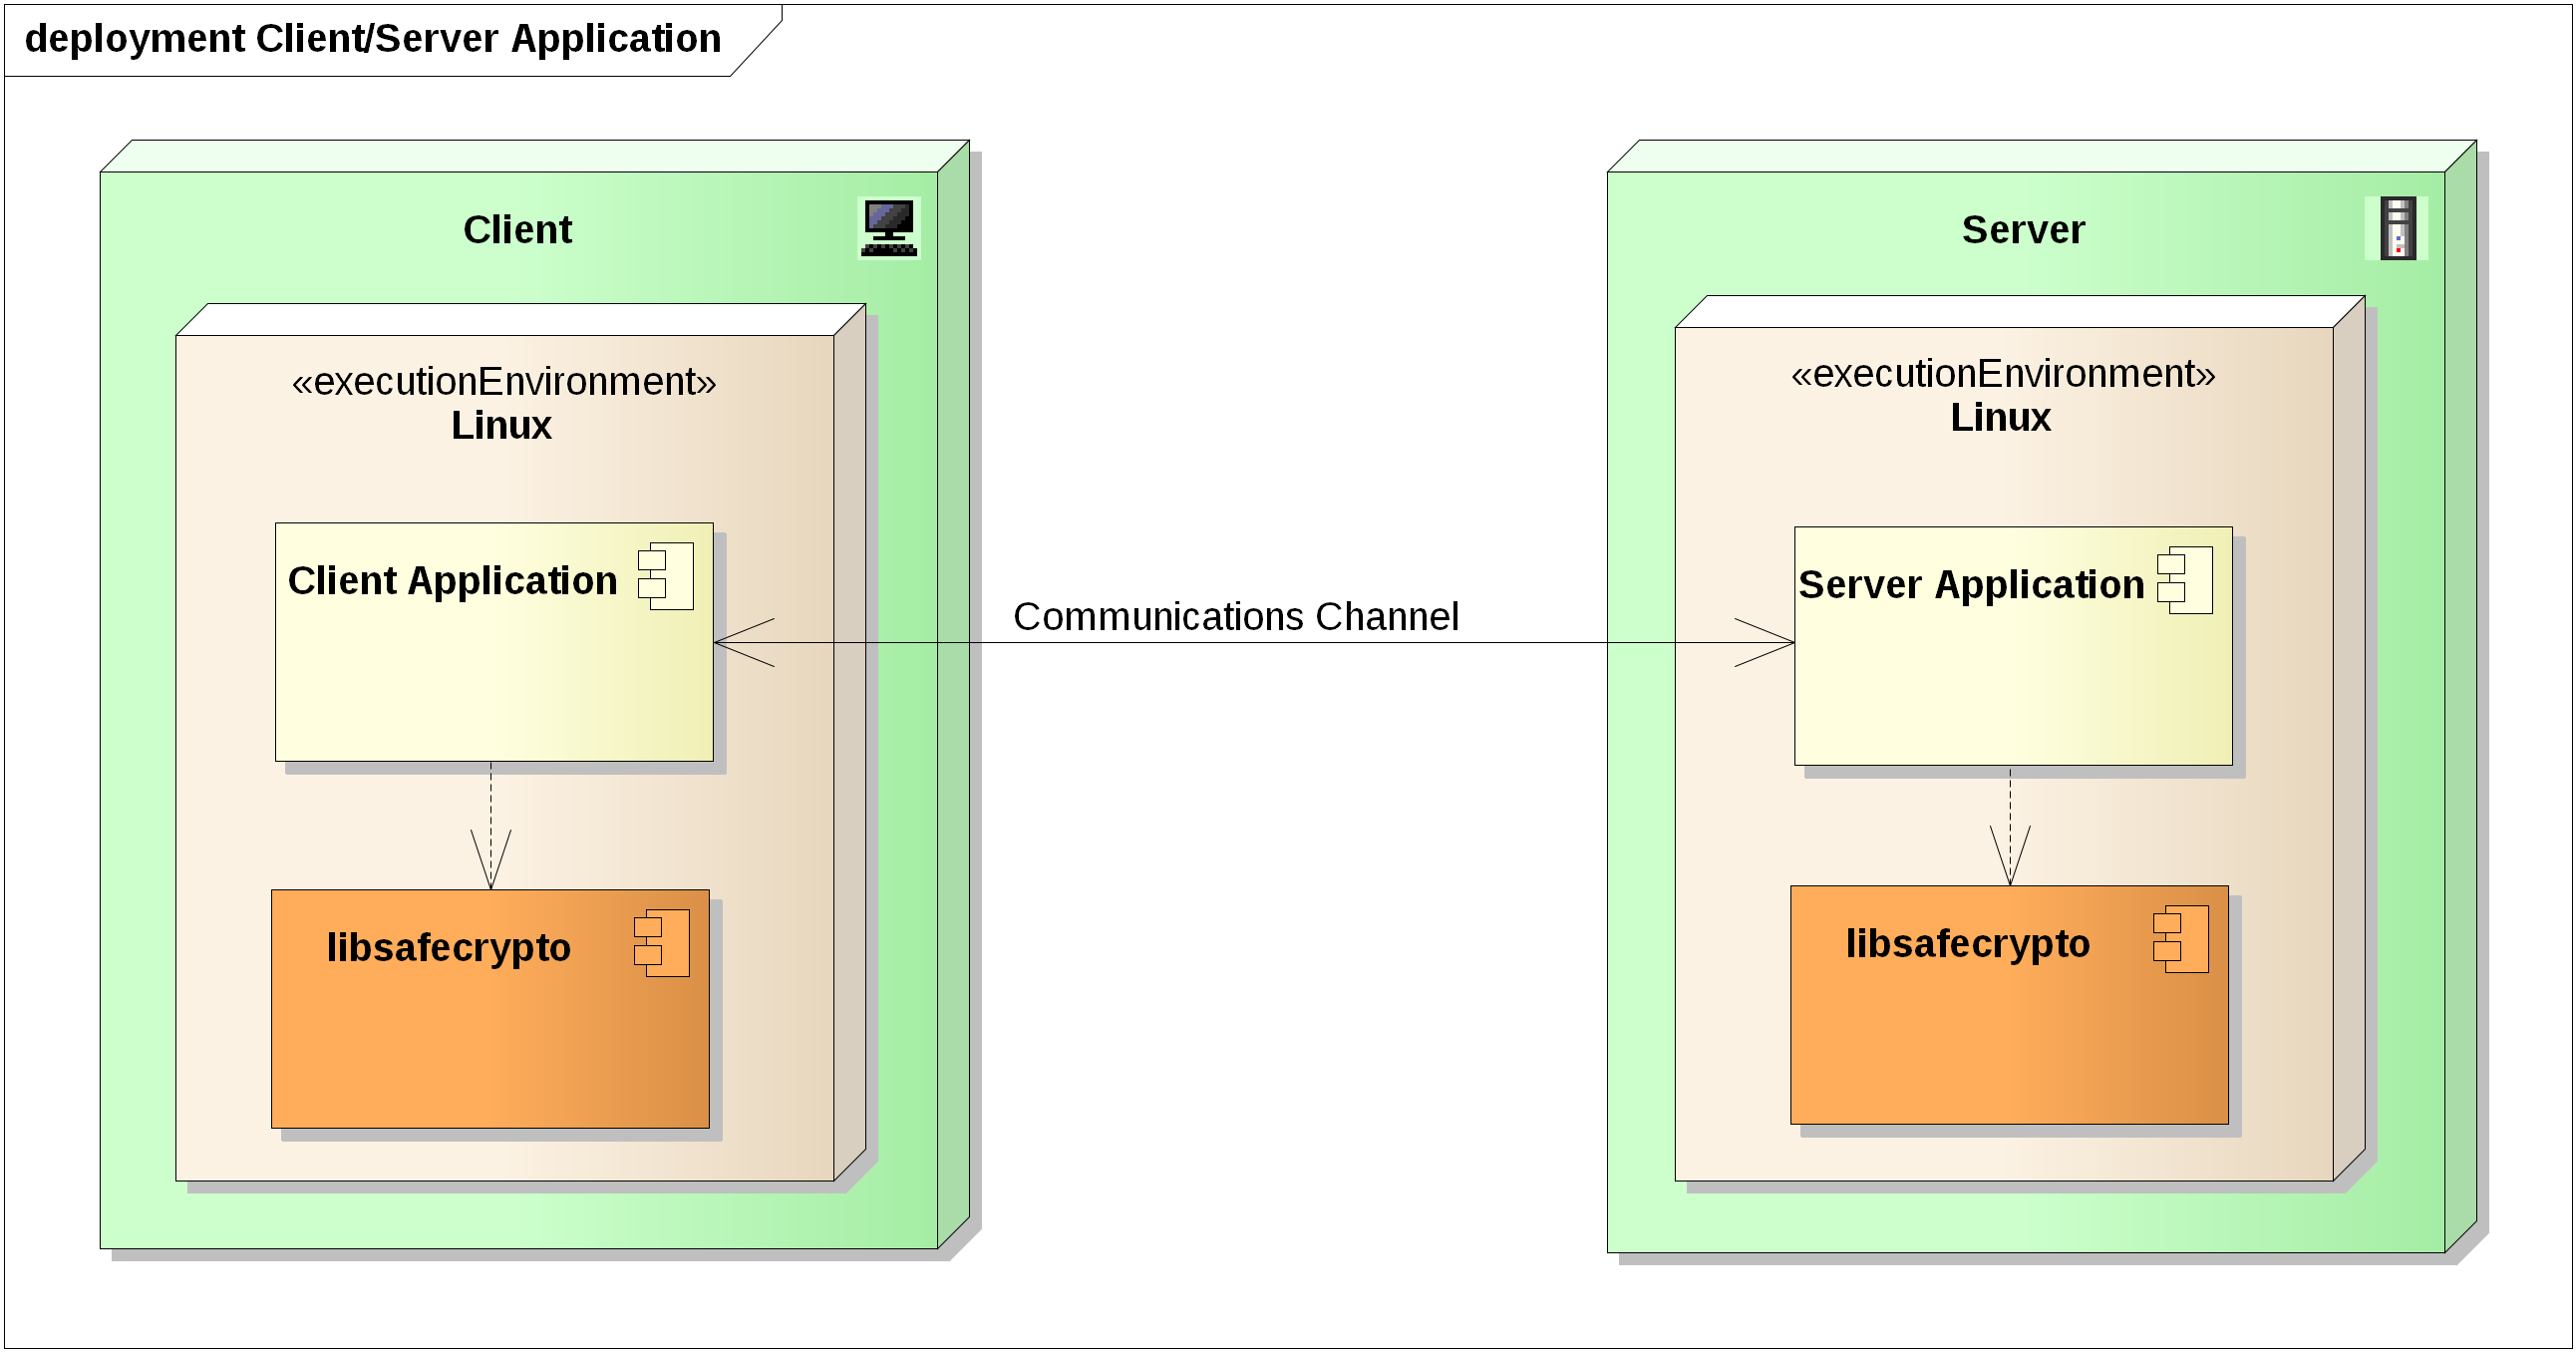 deployment Client/Server Application
Client
«executionEnvironment»
Linux
Client Application
libsafecrypto
Communications Channel
Server
«executionEnvironment»
Linux
Server Application
libsafecrypto